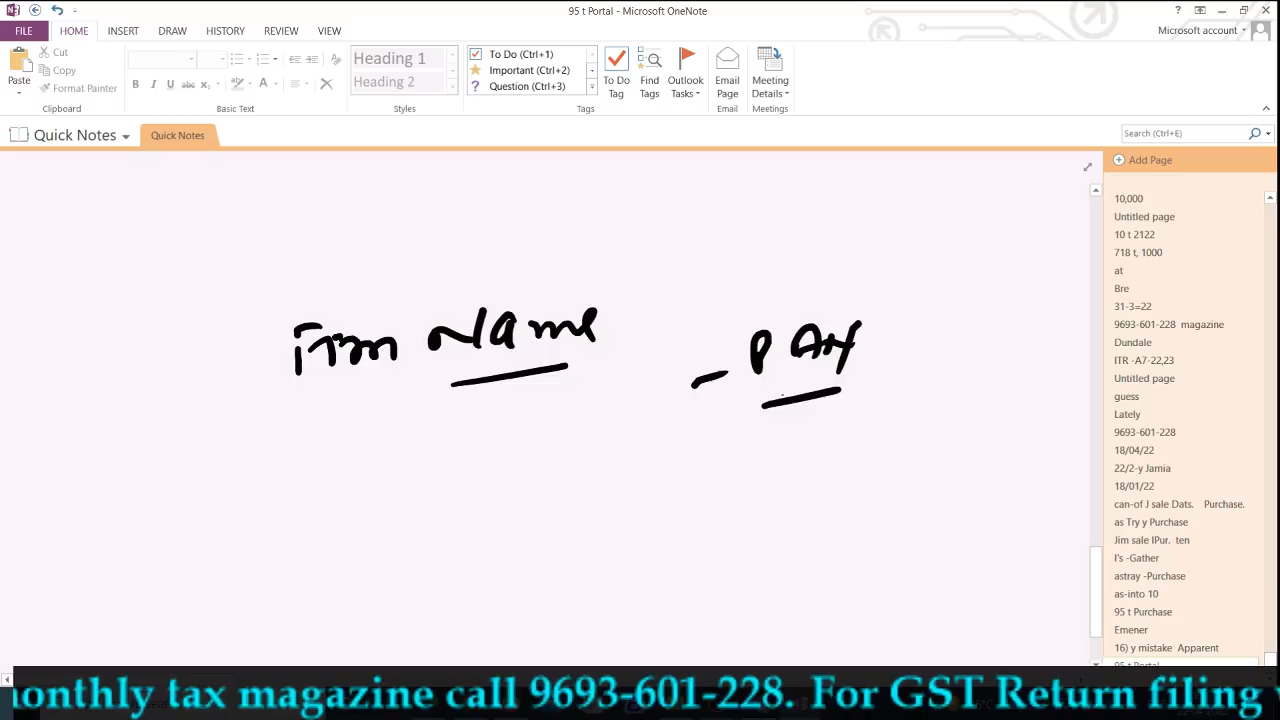 95 t Portal - Microsoft OneNote
?
FILE HOME INSERT DRAW HISTORY REVIEW VIEW
Microsoft account
Paste
Cut
Copy
Format Painter
Clipboard
B I U abc x₂ A
Basic Text
Heading 1
Heading 2
Styles
To Do (Ctrl+1)
Important (Ctrl+2)
Question (Ctrl+3)
To Do Tag
Find Tags
Tags
Outlook Tasks
Email Page
Email
Meeting Details
Meetings
Quick Notes
Quick Notes
Search (Ctrl+E)
Add Page
Firm Name - PAN
10,000
Untitled page
10 t 2122
718 t, 1000
at
Bre
31-3=22
9693-601-228 magazine
Dundale
ITR -A7-22,23
Untitled page
guess
Lately
9693-601-228
18/04/22
22/2-y Jamia
18/01/22
can-of J sale Dats. Purchase.
as Try y Purchase
Jim sale IPur. ten
I's -Gather
astray -Purchase
as-into 10
95 t Purchase
Emener
16) y mistake Apparent
95 t Portal
onthly tax magazine call 9693-601-228. For GST Return filing